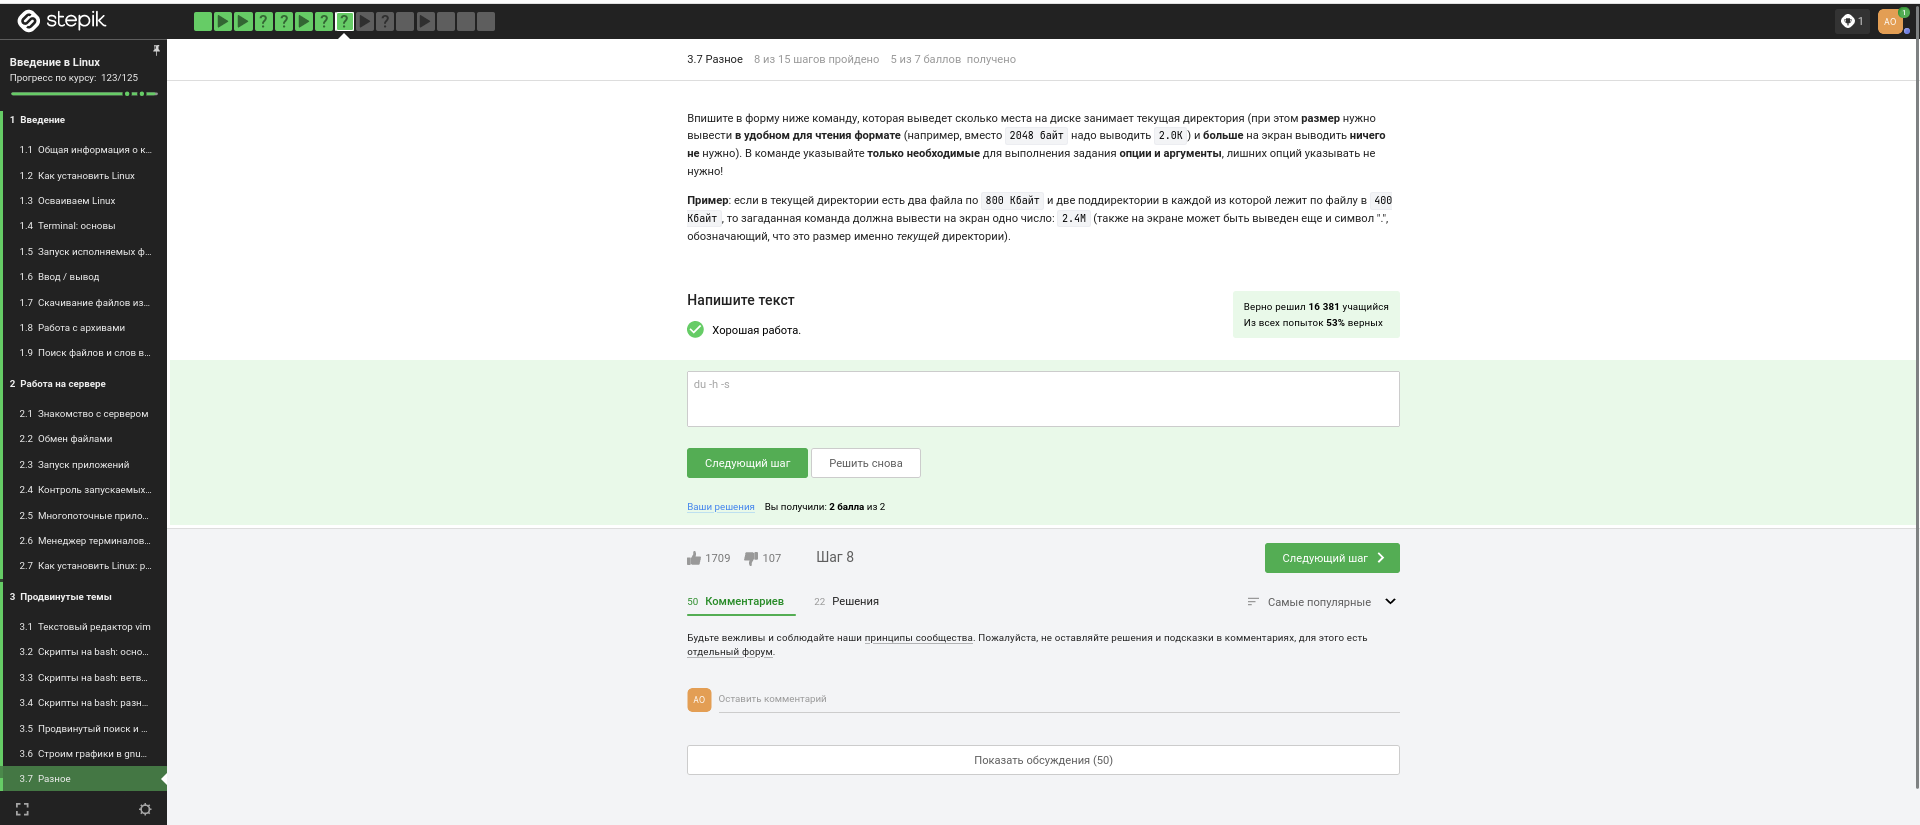 stepik
1
AO
1
Введение в Linux
Прогресс по курсу: 123/125
1 Введение
1.1 Общая информация о к...
1.2 Как установить Linux
1.3 Осваиваем Linux
1.4 Terminal: основы
1.5 Запуск исполняемых ф...
1.6 Ввод / вывод
1.7 Скачивание файлов из...
1.8 Работа с архивами
1.9 Поиск файлов и слов в...
2 Работа на сервере
2.1 Знакомство с сервером
2.2 Обмен файлами
2.3 Запуск приложений
2.4 Контроль запускаемых...
2.5 Многопоточные прило...
2.6 Менеджер терминалов...
2.7 Как установить Linux: р...
3 Продвинутые темы
3.1 Текстовый редактор vim
3.2 Скрипты на bash: осно...
3.3 Скрипты на bash: ветв...
3.4 Скрипты на bash: разн...
3.5 Продвинутый поиск и ...
3.6 Строим графики в gnu...
3.7 Разное
3.7 Разное 8 из 15 шагов пройдено 5 из 7 баллов получено
Впишите в форму ниже команду, которая выведет сколько места на диске занимает текущая директория (при этом размер нужно
вывести в удобном для чтения формате (например, вместо 2048 байт надо выводить 2.0K ) и больше на экран выводить ничего
не нужно). В команде указывайте только необходимые для выполнения задания опции и аргументы, лишних опций указывать не
нужно!
Пример: если в текущей директории есть два файла по 800 Кбайт и две поддиректории в каждой из которой лежит по файлу в 400
Кбайт , то загаданная команда должна вывести на экран одно число: 2.4M (также на экране может быть выведен еще и символ ".",
обозначающий, что это размер именно текущей директории).
Напишите текст
Хорошая работа.
Верно решил 16 381 учащийся
Из всех попыток 53% верных
du -h -s
Следующий шаг
Решить снова
Ваши решения Вы получили: 2 балла из 2
1709 107 Шаг 8
Следующий шаг
50 Комментариев 22 Решения
Самые популярные
Будьте вежливы и соблюдайте наши принципы сообщества. Пожалуйста, не оставляйте решения и подсказки в комментариях, для этого есть
отдельный форум.
AO
Оставить комментарий
Показать обсуждения (50)